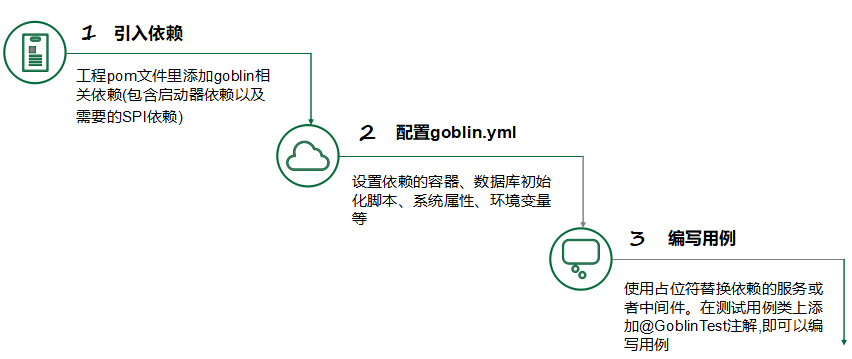 1 引入依赖
工程pom文件里添加goblin相
关依赖(包含启动器依赖以及
需要的SPI依赖)
2 配置goblin.yml
设置依赖的容器、数据库初始
化脚本、系统属性、环境变量
等
3 编写用例
使用占位符替换依赖的服务或
者中间件。在测试用例类上添
加@GoblinTest注解,即可以编
写用例